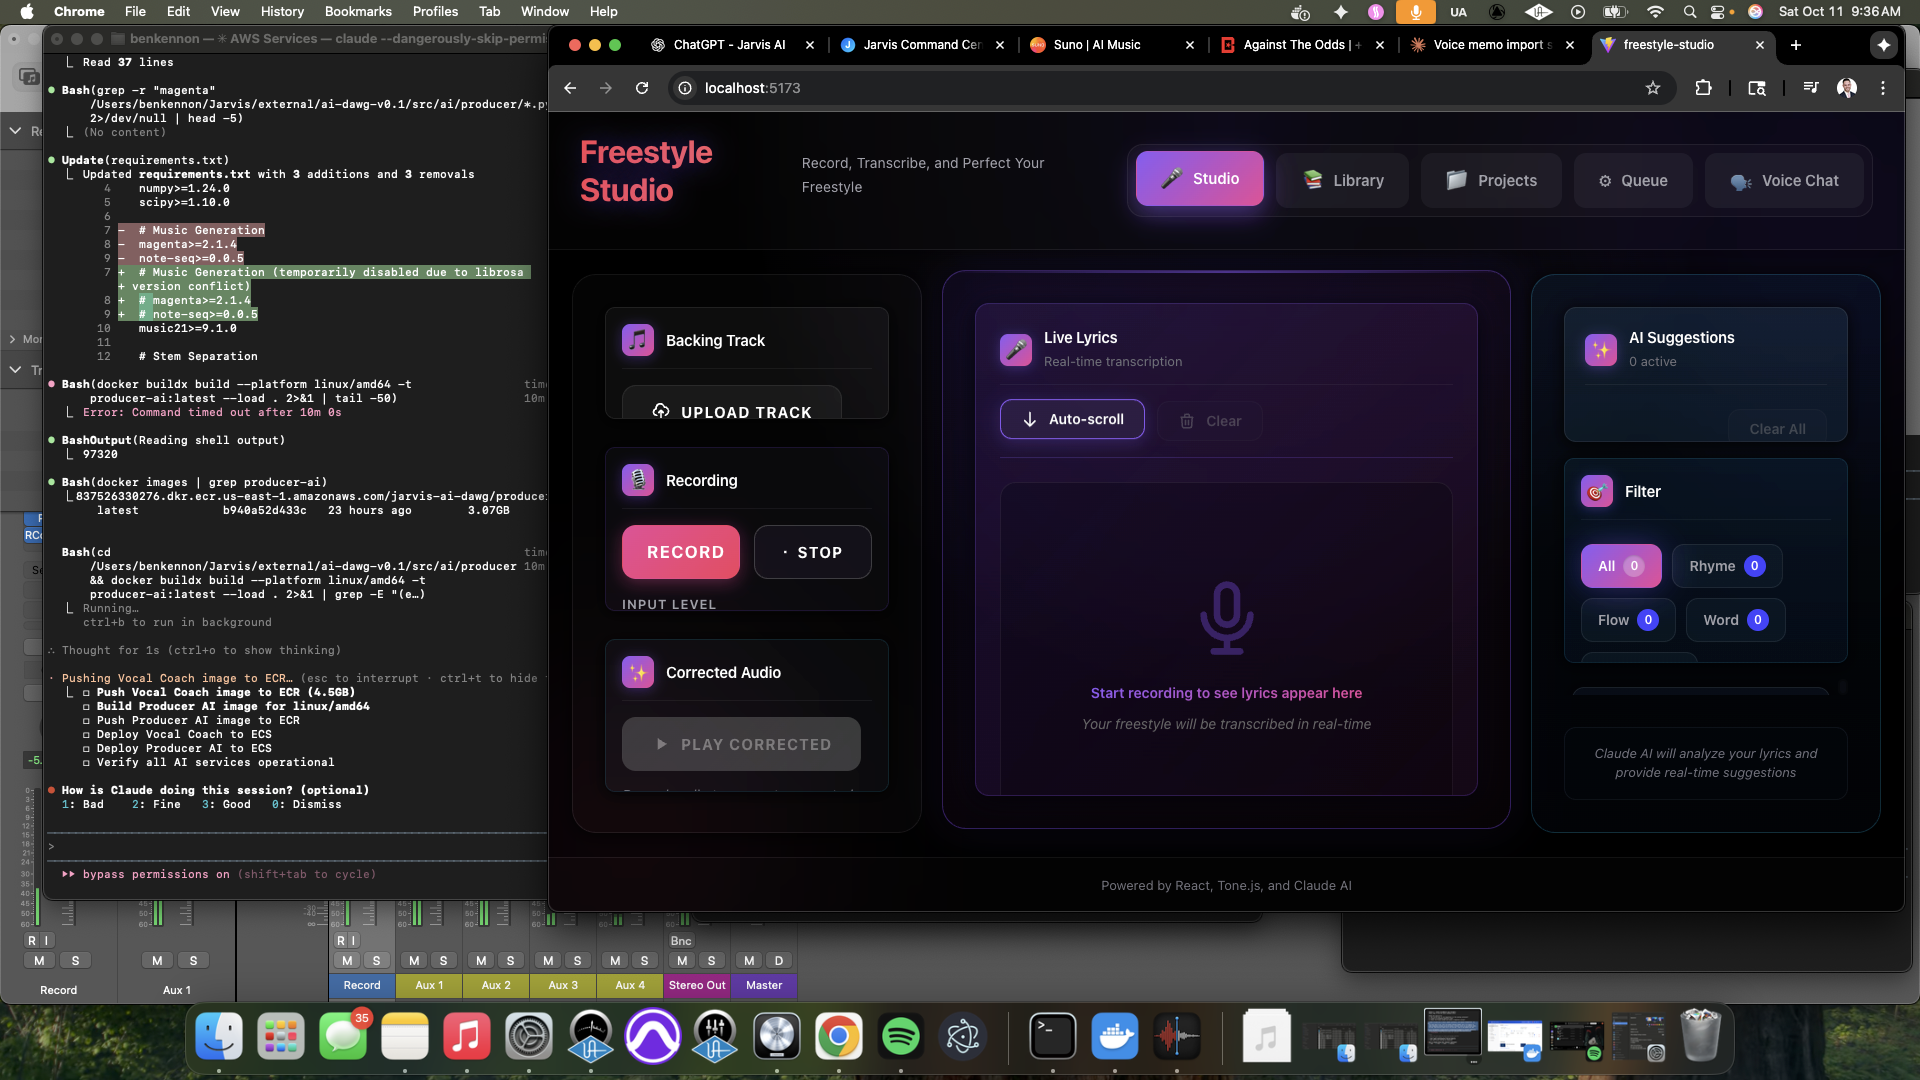 Chrome File Edit View History Bookmarks Profiles Tab Window Help
UA
Sat Oct 11 9:36 AM
benkennon — ✳ AWS Services — claude --dangerously-skip-permi
Read 37 lines
Bash(grep -r "magenta"
/Users/benkennon/Jarvis/external/ai-dawg-v0.1/src/ai/producer/*.py
2>/dev/null | head -5)
(No content)
Update(requirements.txt)
Updated requirements.txt with 3 additions and 3 removals
4 numpy>=1.24.0
5 scipy>=1.10.0
6
7 - # Music Generation
8 - magenta>=2.1.4
9 - note-seq>=0.0.5
7 + # Music Generation (temporarily disabled due to librosa
+ version conflict)
8 + # magenta>=2.1.4
9 + # note-seq>=0.0.5
10 music21>=9.1.0
11
12 # Stem Separation
Bash(docker buildx build --platform linux/amd64 -t time
producer-ai:latest --load . 2>&1 | tail -50) 10m
Error: Command timed out after 10m 0s
BashOutput(Reading shell output)
97320
Bash(docker images | grep producer-ai)
837526330276.dkr.ecr.us-east-1.amazonaws.com/jarvis-ai-dawg/produce
latest b940a52d433c 23 hours ago 3.07GB
Bash(cd time
/Users/benkennon/Jarvis/external/ai-dawg-v0.1/src/ai/producer 10m
&& docker buildx build --platform linux/amd64 -t
producer-ai:latest --load . 2>&1 | grep -E "(e…)
Running…
ctrl+b to run in background
∴ Thought for 1s (ctrl+o to show thinking)
· Pushing Vocal Coach image to ECR… (esc to interrupt · ctrl+t to hide
Push Vocal Coach image to ECR (4.5GB)
Build Producer AI image for linux/amd64
Push Producer AI image to ECR
Deploy Vocal Coach to ECS
Deploy Producer AI to ECS
Verify all AI services operational
How is Claude doing this session? (optional)
1: Bad 2: Fine 3: Good 0: Dismiss
>
bypass permissions on (shift+tab to cycle)
ChatGPT - Jarvis AI
Jarvis Command Cen
Suno | AI Music
Against The Odds |
Voice memo import s
freestyle-studio
localhost:5173
Freestyle
Studio
Record, Transcribe, and Perfect Your
Freestyle
Studio
Library
Projects
Queue
Voice Chat
Backing Track
UPLOAD TRACK
Recording
RECORD
· STOP
INPUT LEVEL
Corrected Audio
PLAY CORRECTED
Live Lyrics
Real-time transcription
Auto-scroll
Clear
Start recording to see lyrics appear here
Your freestyle will be transcribed in real-time
AI Suggestions
0 active
Clear All
Filter
All 0
Rhyme 0
Flow 0
Word 0
Claude AI will analyze your lyrics and
provide real-time suggestions
Powered by React, Tone.js, and Claude AI
R I
R I
Bnc
M S
M S
M S
M S
M S
M S
M S
M S
M D
Record
Aux 1
Record
Aux 1
Aux 2
Aux 3
Aux 4
Stereo Out
Master
35